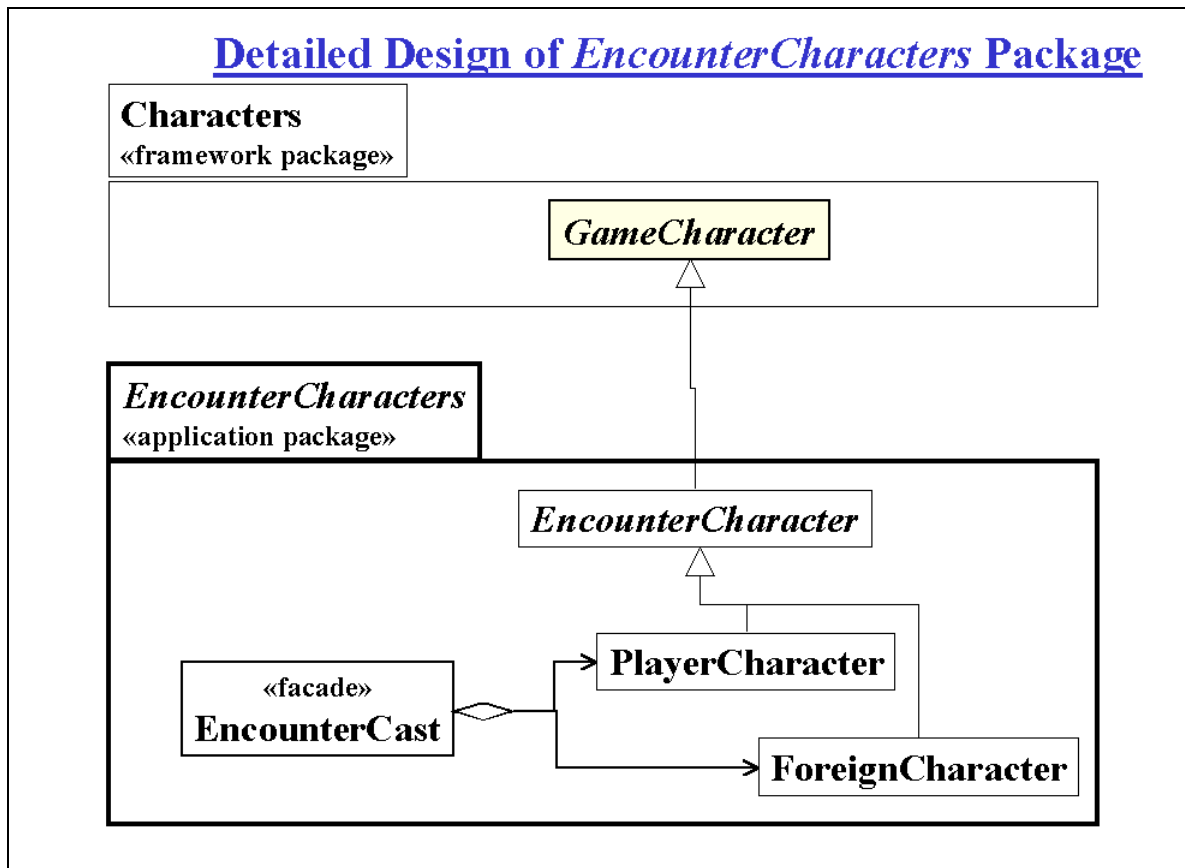 Detailed Design of EncounterCharacters Package
Characters
«framework package»
GameCharacter
EncounterCharacters
«application package»
EncounterCharacter
PlayerCharacter
«facade»
EncounterCast
ForeignCharacter